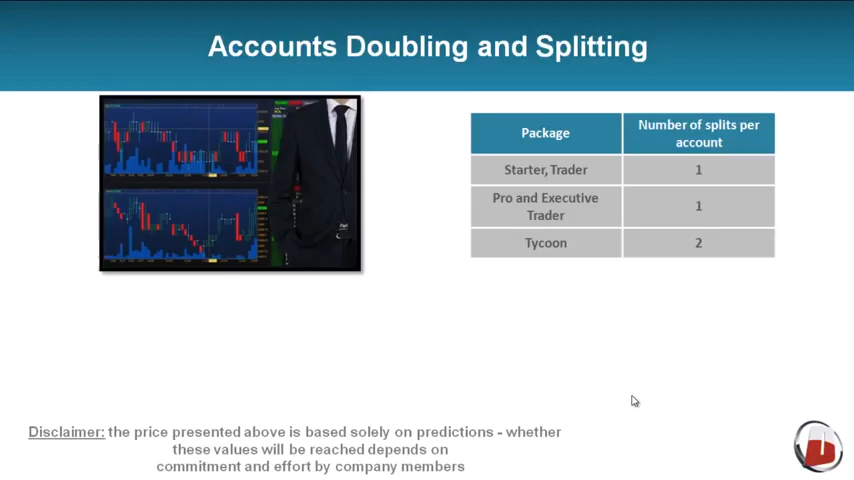 Accounts Doubling and Splitting
Package
Number of splits per
account
Starter, Trader
1
Pro and Executive
Trader
1
Tycoon
2
Disclaimer: the price presented above is based solely on predictions - whether
these values will be reached depends on
commitment and effort by company members